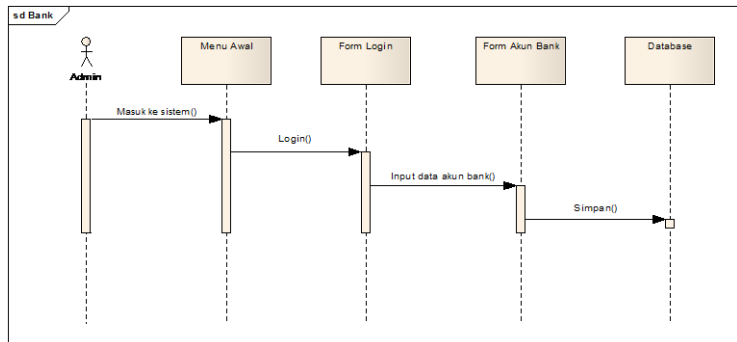 sd Bank
Admin
Menu Awal
Form Login
Form Akun Bank
Database
Masuk ke sistem()
Login()
Input data akun bank()
Simpan()